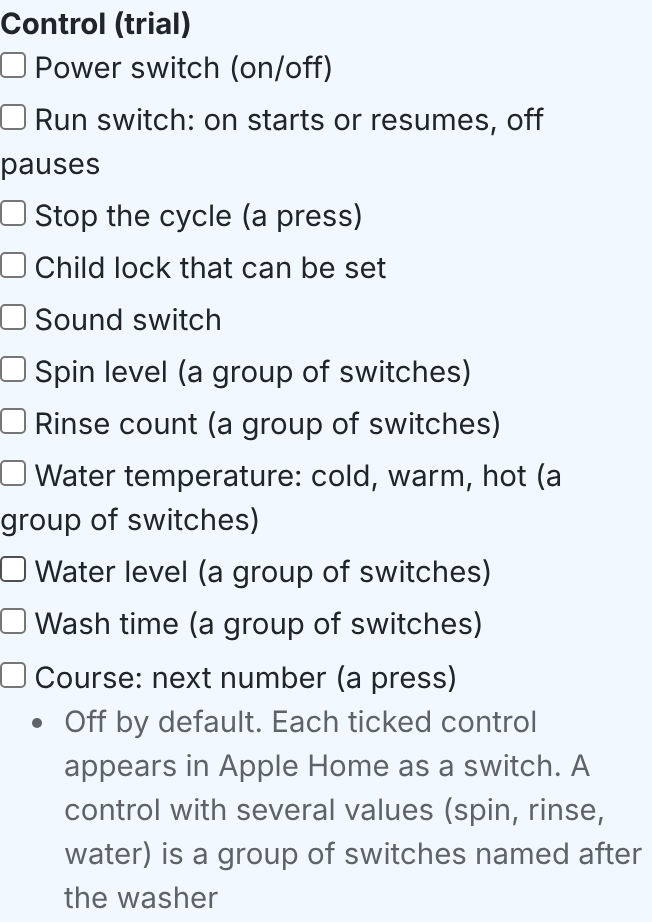 Control (trial)
Power switch (on/off)
Run switch: on starts or resumes, off
pauses
Stop the cycle (a press)
Child lock that can be set
Sound switch
Spin level (a group of switches)
Rinse count (a group of switches)
Water temperature: cold, warm, hot (a
group of switches)
Water level (a group of switches)
Wash time (a group of switches)
Course: next number (a press)
• Off by default. Each ticked control
appears in Apple Home as a switch. A
control with several values (spin, rinse,
water) is a group of switches named after
the washer